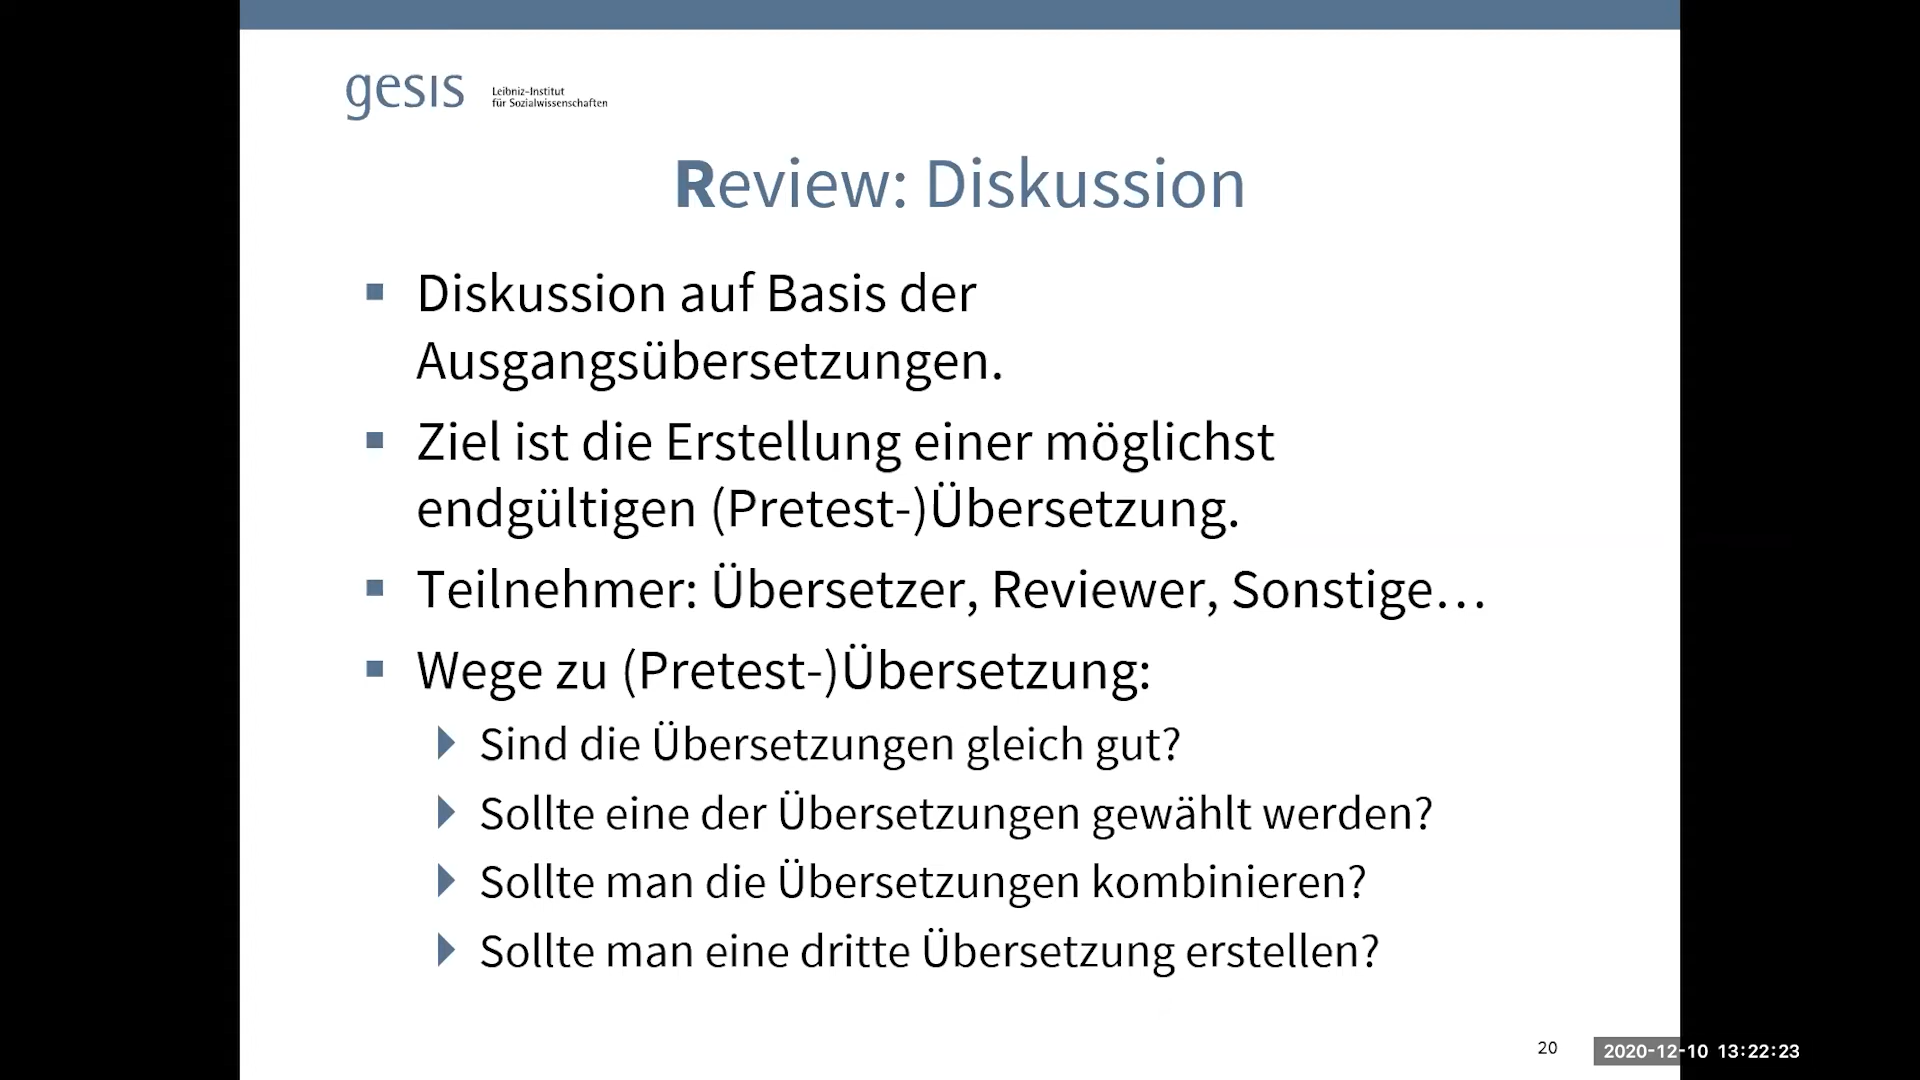 gesis
Leibniz-Institut
für Sozialwissenschaften
Review: Diskussion
Diskussion auf Basis der
Ausgangsübersetzungen.
Ziel ist die Erstellung einer möglichst
endgültigen (Pretest-)Übersetzung.
Teilnehmer: Übersetzer, Reviewer, Sonstige…
Wege zu (Pretest-)Übersetzung:
Sind die Übersetzungen gleich gut?
Sollte eine der Übersetzungen gewählt werden?
Sollte man die Übersetzungen kombinieren?
Sollte man eine dritte Übersetzung erstellen?
20
2020-12-10 13:22:23